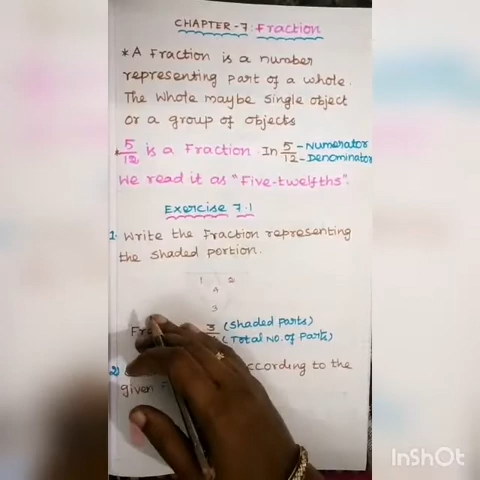 CHAPTER-7: Fraction
* A Fraction is a number
representing part of a whole.
The whole maybe single object
or a group of objects
5/12 is a Fraction. In 5/12 - Numerator - Denominator
We read it as "Five-twelfths".
Exercise 7.1
1. Write the Fraction representing
the shaded portion.
1 2
4
3
3 (Shaded parts)
(Total No. of Parts)
2) according to the
given
InShOt